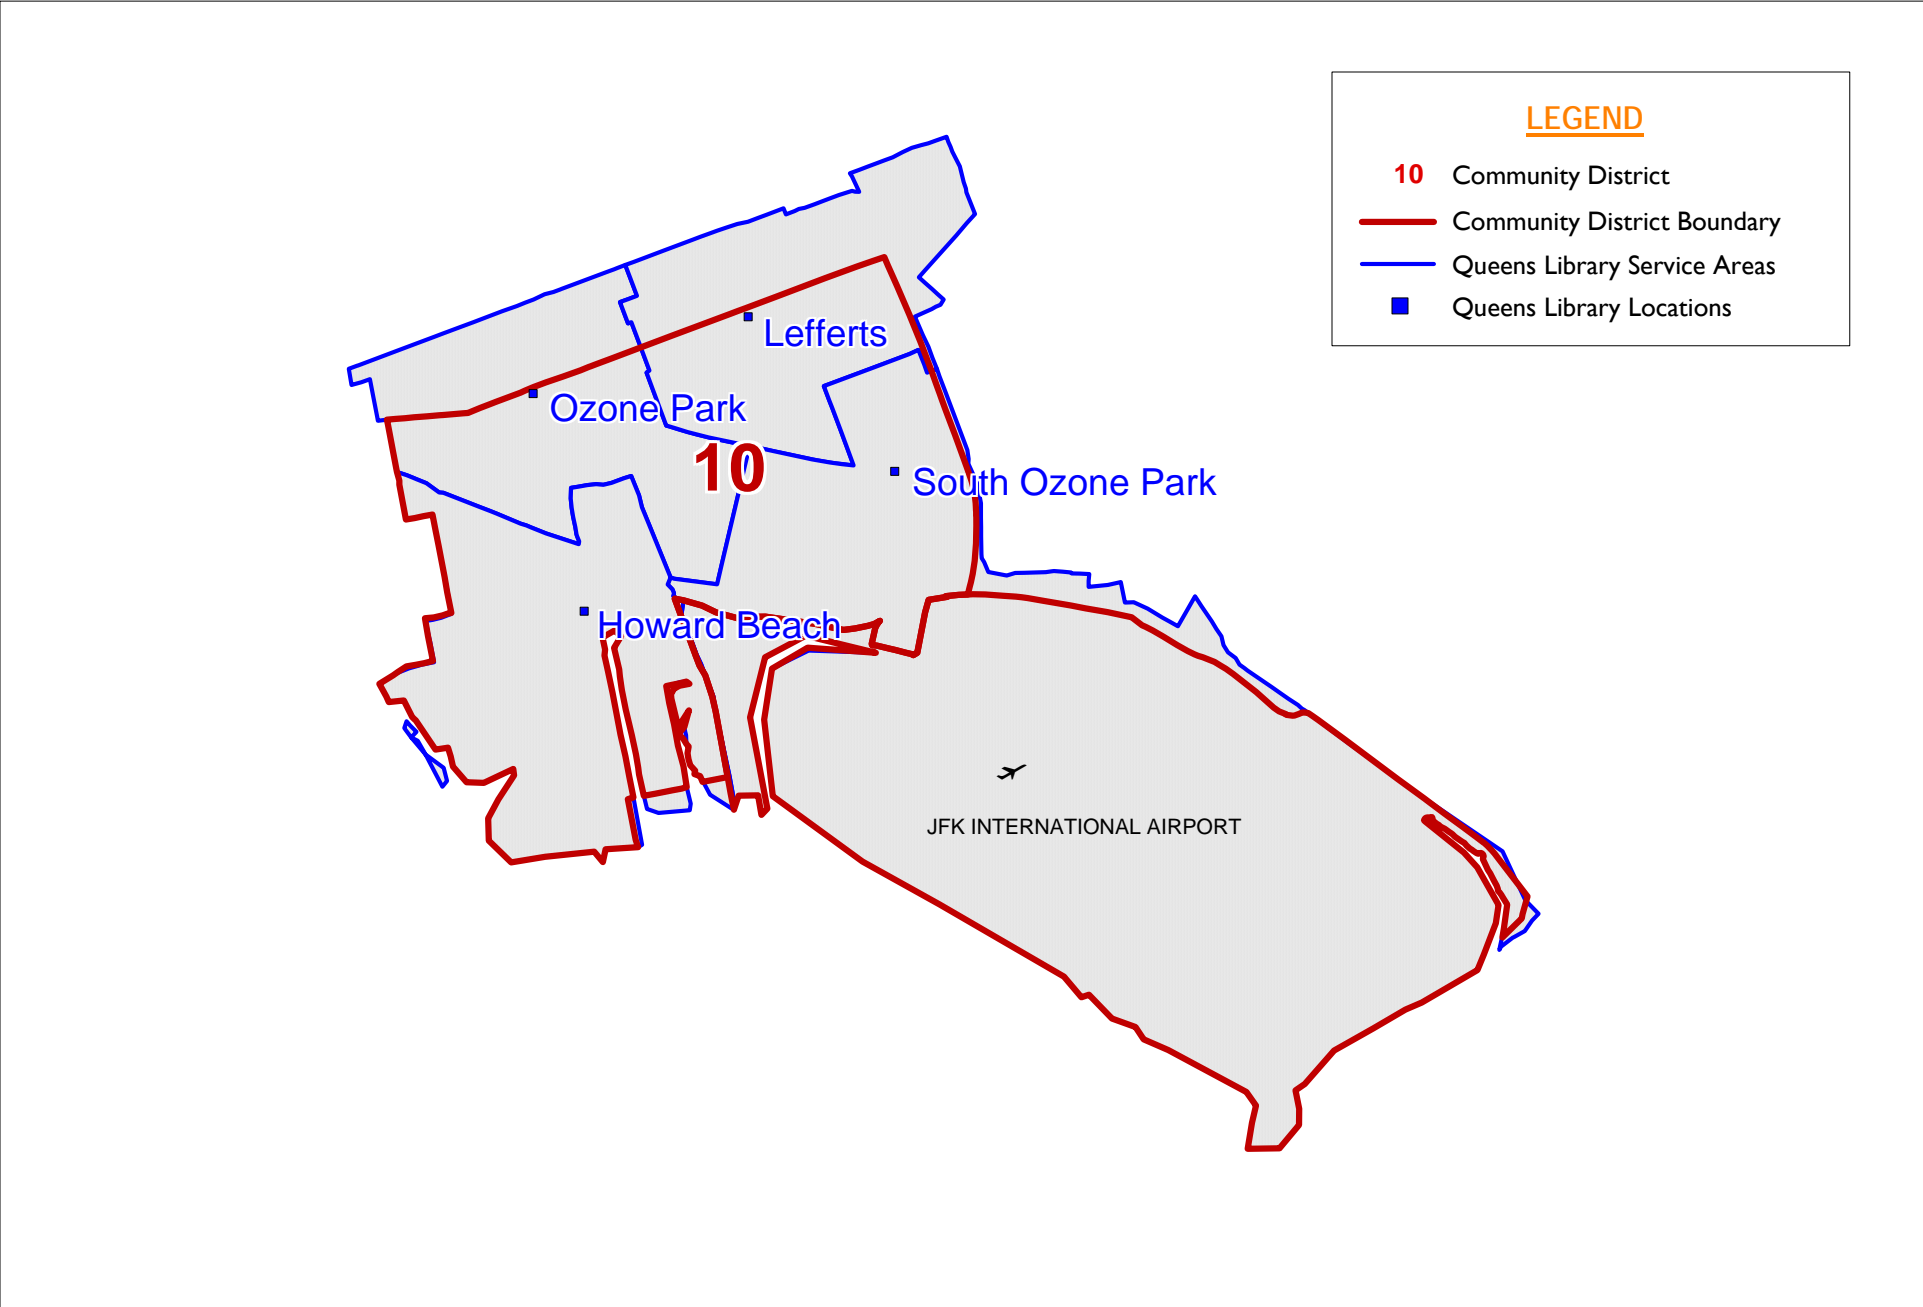 LEGEND
10 Community District
Community District Boundary
Queens Library Service Areas
Queens Library Locations
Lefferts
Ozone Park
10
South Ozone Park
Howard Beach
JFK INTERNATIONAL AIRPORT